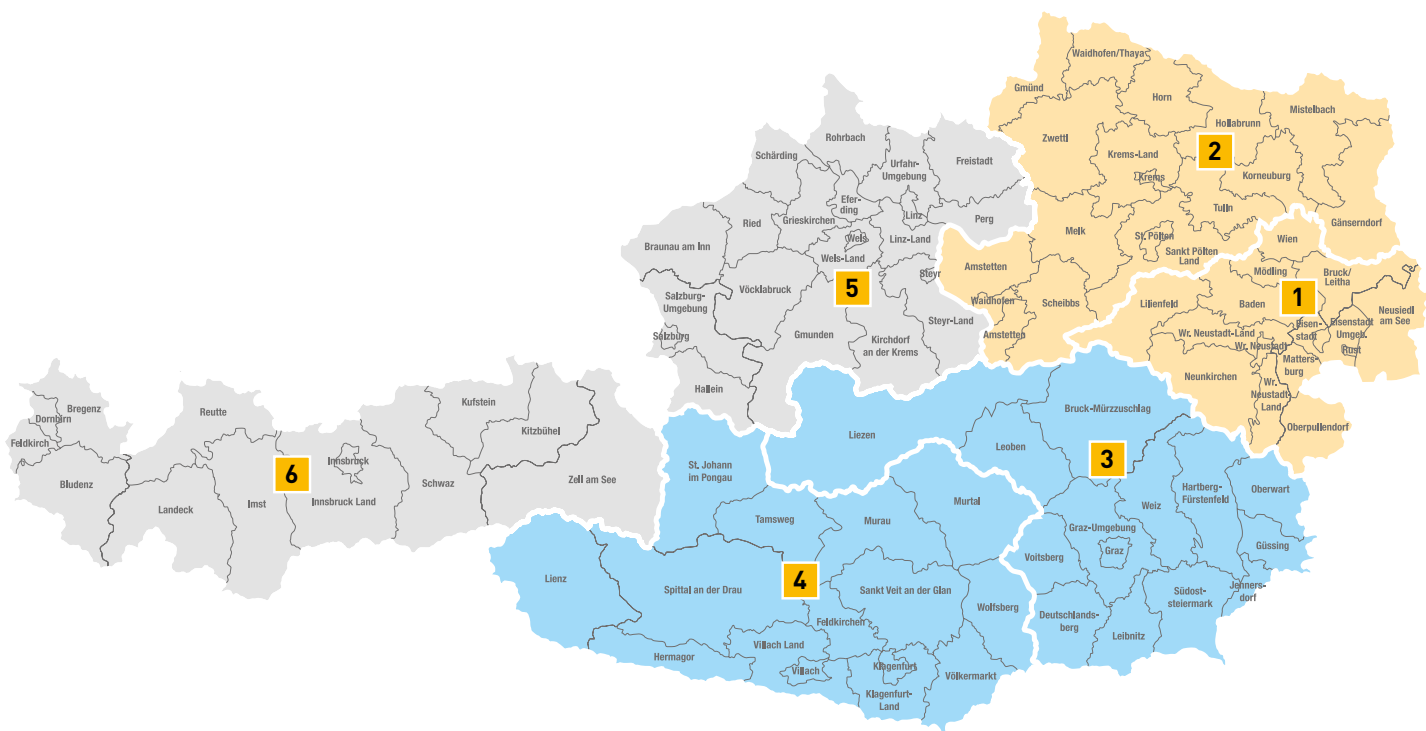 Waidhofen/Thaya
Gmünd
Horn
Mistelbach
Hollabrunn
Zwettl
2
Krems-Land
Krems
Korneuburg
Tulln
Gänserndorf
Melk
St. Pölten
Sankt Pölten
Land
Amstetten
Scheibbs
Waidhofen
Amstetten
Wien
Mödling
Bruck/
Leitha
1
Lilienfeld
Baden
Neusiedl
am See
Eisen-
stadt
Eisenstadt
Umgeb.
Rust
Wr. Neustadt-Land
Wr. Neustadt
Matters-
burg
Neunkirchen
Wr.
Neustadt-
Land
Oberpullendorf
Rohrbach
Schärding
Urfahr-
Umgebung
Freistadt
Efer-
ding
Grieskirchen
Ried
Linz
Perg
Braunau am Inn
Wels
Linz-Land
Wels-Land
Steyr
5
Vöcklabruck
Salzburg-
Umgebung
Salzburg
Gmunden
Steyr-Land
Kirchdorf
an der Krems
Hallein
Bregenz
Dornbirn
Feldkirch
Bludenz
Reutte
Kufstein
Kitzbühel
Innsbruck
6
Landeck
Imst
Innsbruck Land
Schwaz
Zell am See
Bruck-Mürzzuschlag
Liezen
Leoben
3
Hartberg-
Fürstenfeld
Oberwart
Weiz
Graz-Umgebung
Graz
Voitsberg
Güssing
Jenners-
dorf
Südost-
steiermark
Deutschlands-
berg
Leibnitz
St. Johann
im Pongau
Murtal
Tamsweg
Murau
Lienz
Spittal an der Drau
4
Sankt Veit an der Glan
Wolfsberg
Feldkirchen
Villach Land
Hermagor
Villach
Klagenfurt
Völkermarkt
Klagenfurt-
Land